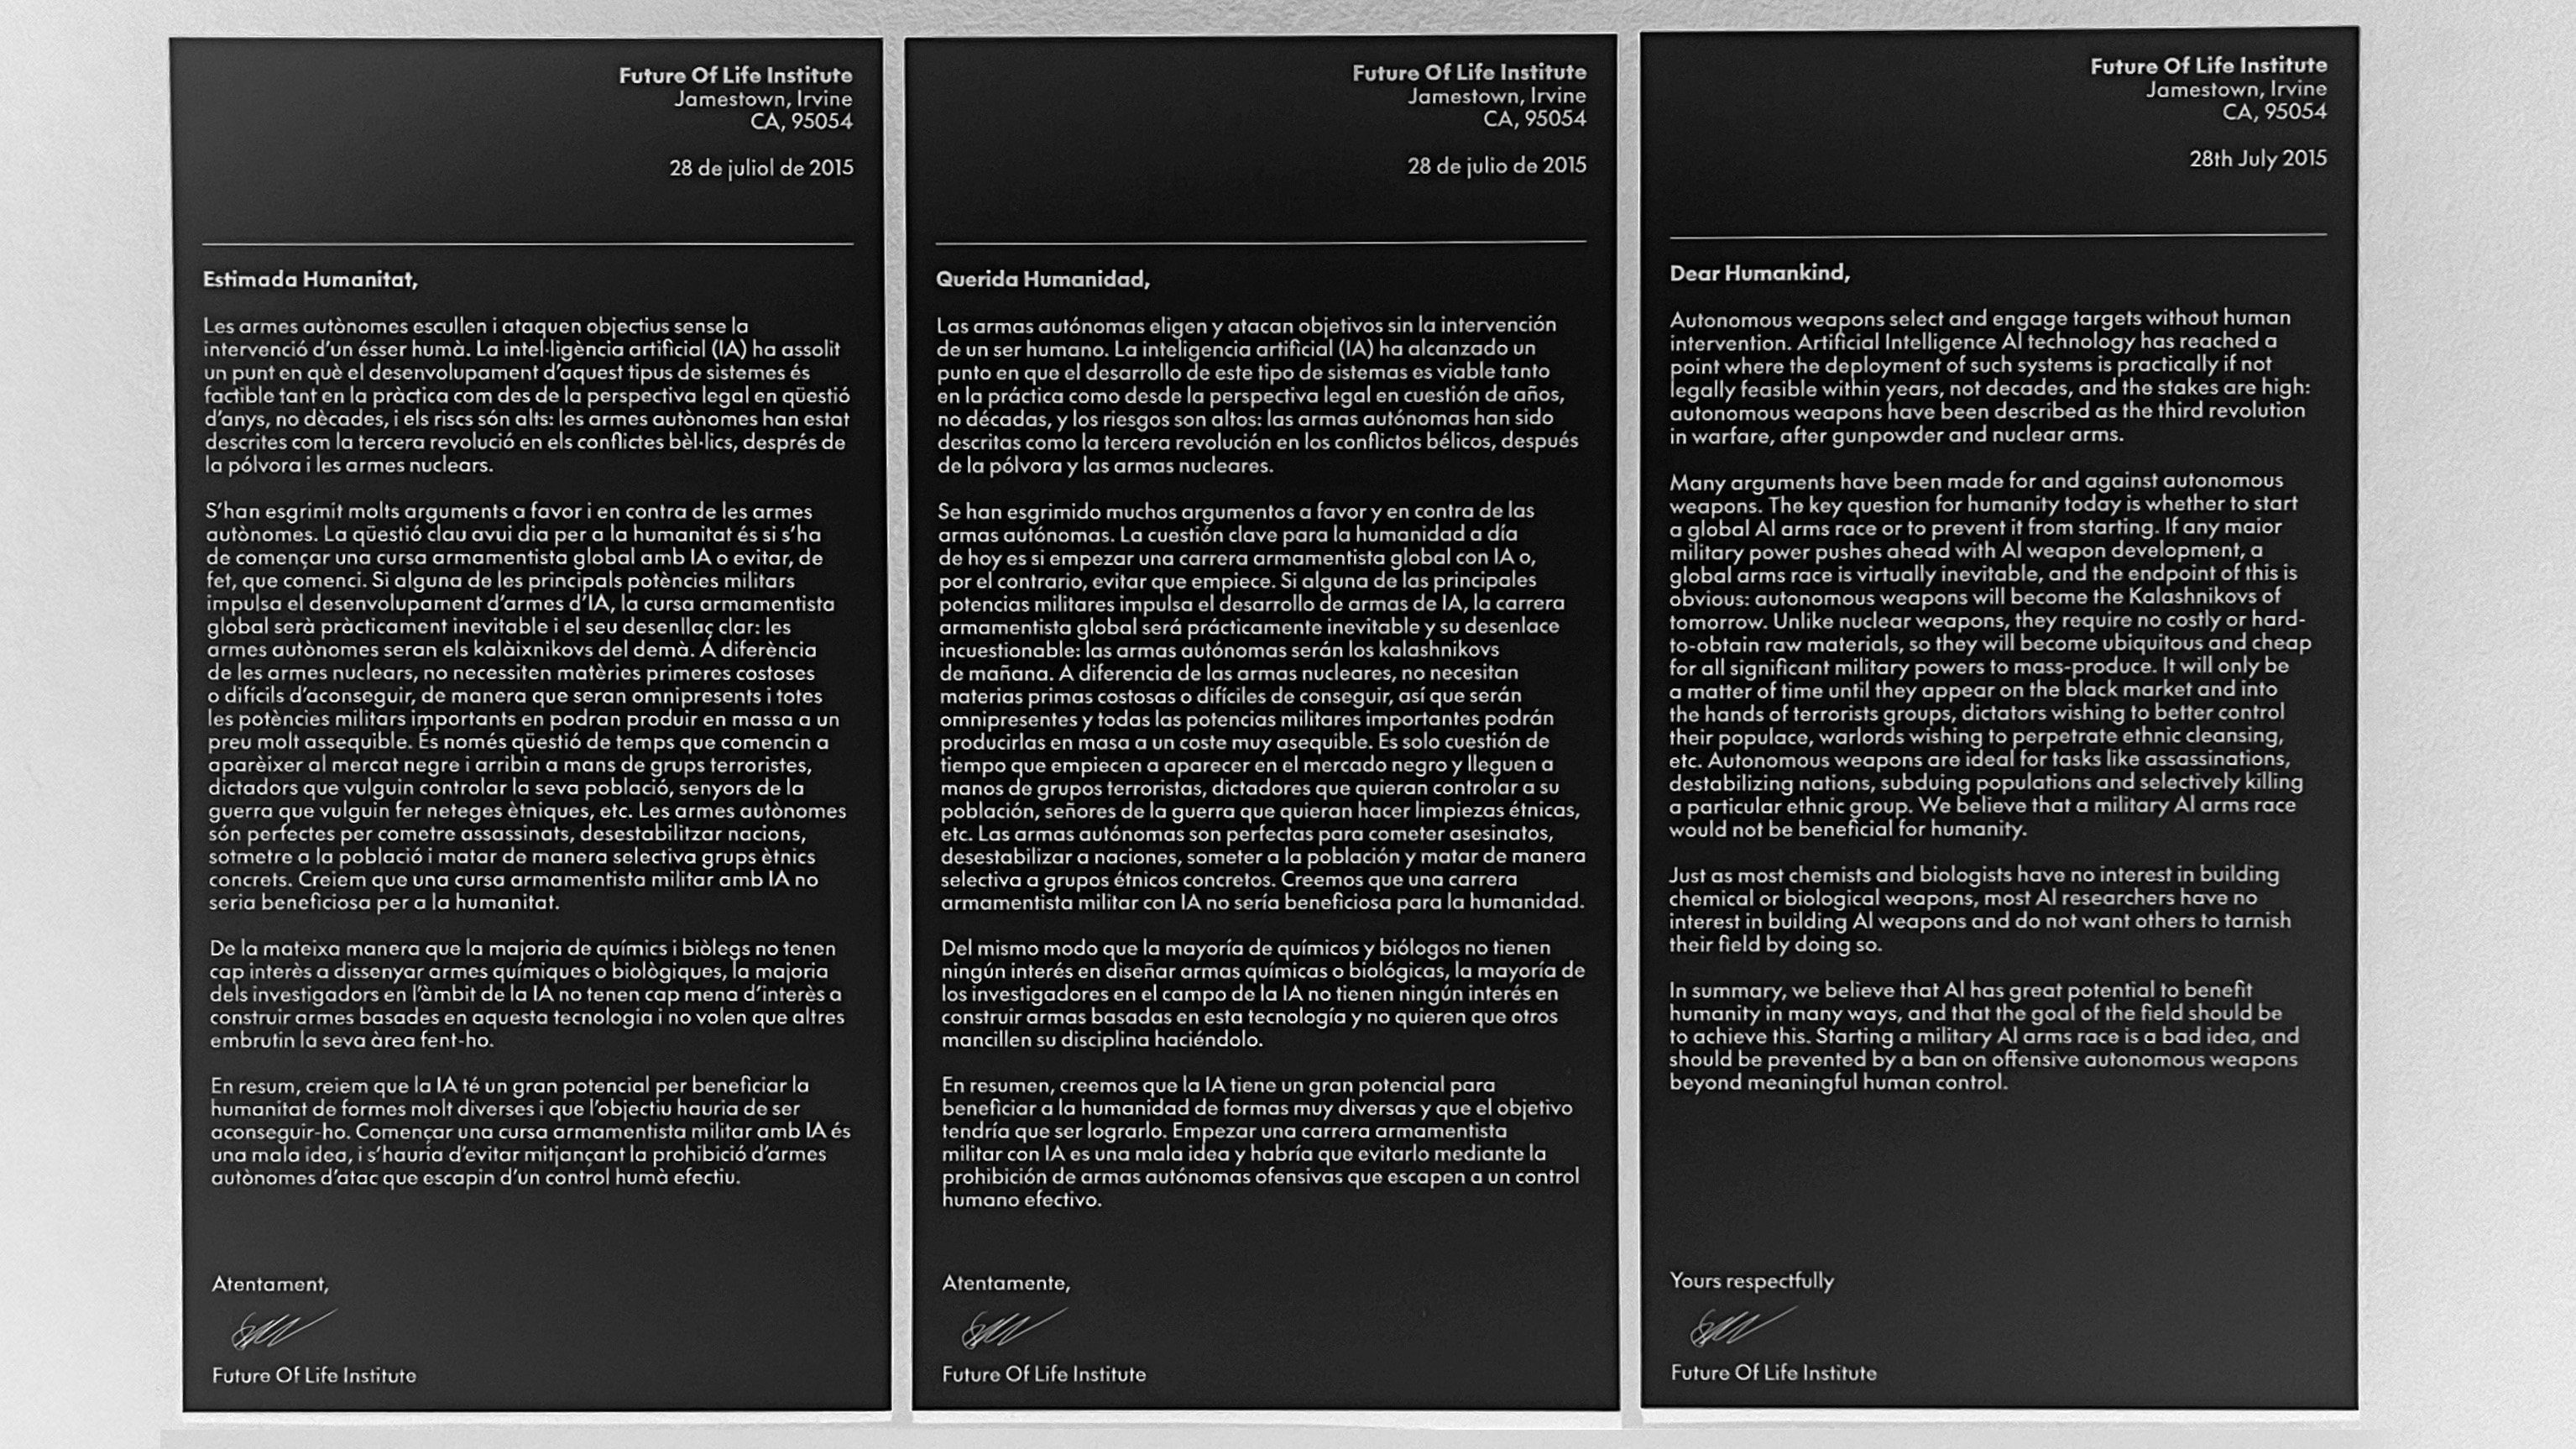 Future Of Life Institute
Jamestown, Irvine
CA, 95054
28 de juliol de 2015
Estimada Humanitat,
Les armes autònomes escullen i ataquen objectius sense la
intervenció d'un ésser humà. La intel·ligència artificial (IA) ha assolit
un punt en què el desenvolupament d'aquest tipus de sistemes és
factible tant en la pràctica com des de la perspectiva legal en qüestió
d'anys, no dècades, i els riscs són alts: les armes autònomes han estat
descrites com la tercera revolució en els conflictes bèl·lics, després de
la pólvora i les armes nuclears.
S'han esgrimit molts arguments a favor i en contra de les armes
autònomes. La qüestió clau avui dia per a la humanitat és si s'ha
de començar una cursa armamentista global amb IA o evitar, de
fet, que comenci. Si alguna de les principals potències militars
impulsa el desenvolupament d'armes d'IA, la cursa armamentista
global serà pràcticament inevitable i el seu desenllaç clar: les
armes autònomes seran els kalàixnikovs del demà. A diferència
de les armes nuclears, no necessiten matèries primeres costoses
o difícils d'aconseguir, de manera que seran omnipresents i totes
les potències militars importants en podran produir en massa a un
preu molt assequible. És només qüestió de temps que comencin a
aparèixer al mercat negre i arribin a mans de grups terroristes,
dictadors que vulguin controlar la seva població, senyors de la
guerra que vulguin fer neteges ètniques, etc. Les armes autònomes
són perfectes per cometre assassinats, desestabilitzar nacions,
sotmetre a la població i matar de manera selectiva grups ètnics
concrets. Creiem que una cursa armamentista militar amb IA no
seria beneficiosa per a la humanitat.
De la mateixa manera que la majoria de químics i biòlegs no tenen
cap interès a dissenyar armes químiques o biològiques, la majoria
dels investigadors en l'àmbit de la IA no tenen cap mena d'interès a
construir armes basades en aquesta tecnologia i no volen que altres
embrutin la seva àrea fent-ho.
En resum, creiem que la IA té un gran potencial per beneficiar la
humanitat de formes molt diverses i que l'objectiu hauria de ser
aconseguir-ho. Començar una cursa armamentista militar amb IA és
una mala idea, i s'hauria d'evitar mitjançant la prohibició d'armes
autònomes d'atac que escapin d'un control humà efectiu.
Atentament,
Future Of Life Institute
Future Of Life Institute
Jamestown, Irvine
CA, 95054
28 de julio de 2015
Querida Humanidad,
Las armas autónomas eligen y atacan objetivos sin la intervención
de un ser humano. La inteligencia artificial (IA) ha alcanzado un
punto en que el desarrollo de este tipo de sistemas es viable tanto
en la práctica como desde la perspectiva legal en cuestión de años,
no décadas, y los riesgos son altos: las armas autónomas han sido
descritas como la tercera revolución en los conflictos bélicos, después
de la pólvora y las armas nucleares.
Se han esgrimido muchos argumentos a favor y en contra de las
armas autónomas. La cuestión clave para la humanidad a día
de hoy es si empezar una carrera armamentista global con IA o,
por el contrario, evitar que empiece. Si alguna de las principales
potencias militares impulsa el desarrollo de armas de IA, la carrera
armamentista global será prácticamente inevitable y su desenlace
incuestionable: las armas autónomas serán los kalashnikovs
de mañana. A diferencia de las armas nucleares, no necesitan
materias primas costosas o difíciles de conseguir, así que serán
omnipresentes y todas las potencias militares importantes podrán
producirlas en masa a un coste muy asequible. Es solo cuestión de
tiempo que empiecen a aparecer en el mercado negro y lleguen a
manos de grupos terroristas, dictadores que quieran controlar a su
población, señores de la guerra que quieran hacer limpiezas étnicas,
etc. Las armas autónomas son perfectas para cometer asesinatos,
desestabilizar a naciones, someter a la población y matar de manera
selectiva a grupos étnicos concretos. Creemos que una carrera
armamentista militar con IA no sería beneficiosa para la humanidad.
Del mismo modo que la mayoría de químicos y biólogos no tienen
ningún interés en diseñar armas químicas o biológicas, la mayoría de
los investigadores en el campo de la IA no tienen ningún interés en
construir armas basadas en esta tecnología y no quieren que otros
mancillen su disciplina haciéndolo.
En resumen, creemos que la IA tiene un gran potencial para
beneficiar a la humanidad de formas muy diversas y que el objetivo
tendría que ser lograrlo. Empezar una carrera armamentista
militar con IA es una mala idea y habría que evitarlo mediante la
prohibición de armas autónomas ofensivas que escapen a un control
humano efectivo.
Atentamente,
Future Of Life Institute
Future Of Life Institute
Jamestown, Irvine
CA, 95054
28th July 2015
Dear Humankind,
Autonomous weapons select and engage targets without human
intervention. Artificial Intelligence AI technology has reached a
point where the deployment of such systems is practically if not
legally feasible within years, not decades, and the stakes are high:
autonomous weapons have been described as the third revolution
in warfare, after gunpowder and nuclear arms.
Many arguments have been made for and against autonomous
weapons. The key question for humanity today is whether to start
a global AI arms race or to prevent it from starting. If any maior
military power pushes ahead with AI weapon development, a
global arms race is virtually inevitable, and the endpoint of this is
obvious: autonomous weapons will become the Kalashnikovs of
tomorrow. Unlike nuclear weapons, they require no costly or hard-
to-obtain raw materials, so they will become ubiquitous and cheap
for all significant military powers to mass-produce. It will only be
a matter of time until they appear on the black market and into
the hands of terrorists groups, dictators wishing to better control
their populace, warlords wishing to perpetrate ethnic cleansing,
etc. Autonomous weapons are ideal for tasks like assassinations,
destabilizing nations, subduing populations and selectively killing
a particular ethnic group. We believe that a military AI arms race
would not be beneficial for humanity.
Just as most chemists and biologists have no interest in building
chemical or biological weapons, most AI researchers have no
interest in building AI weapons and do not want others to tarnish
their field by doing so.
In summary, we believe that AI has great potential to benefit
humanity in many ways, and that the goal of the field should be
to achieve this. Starting a military AI arms race is a bad idea, and
should be prevented by a ban on offensive autonomous weapons
beyond meaningful human control.
Yours respectfully
Future Of Life Institute